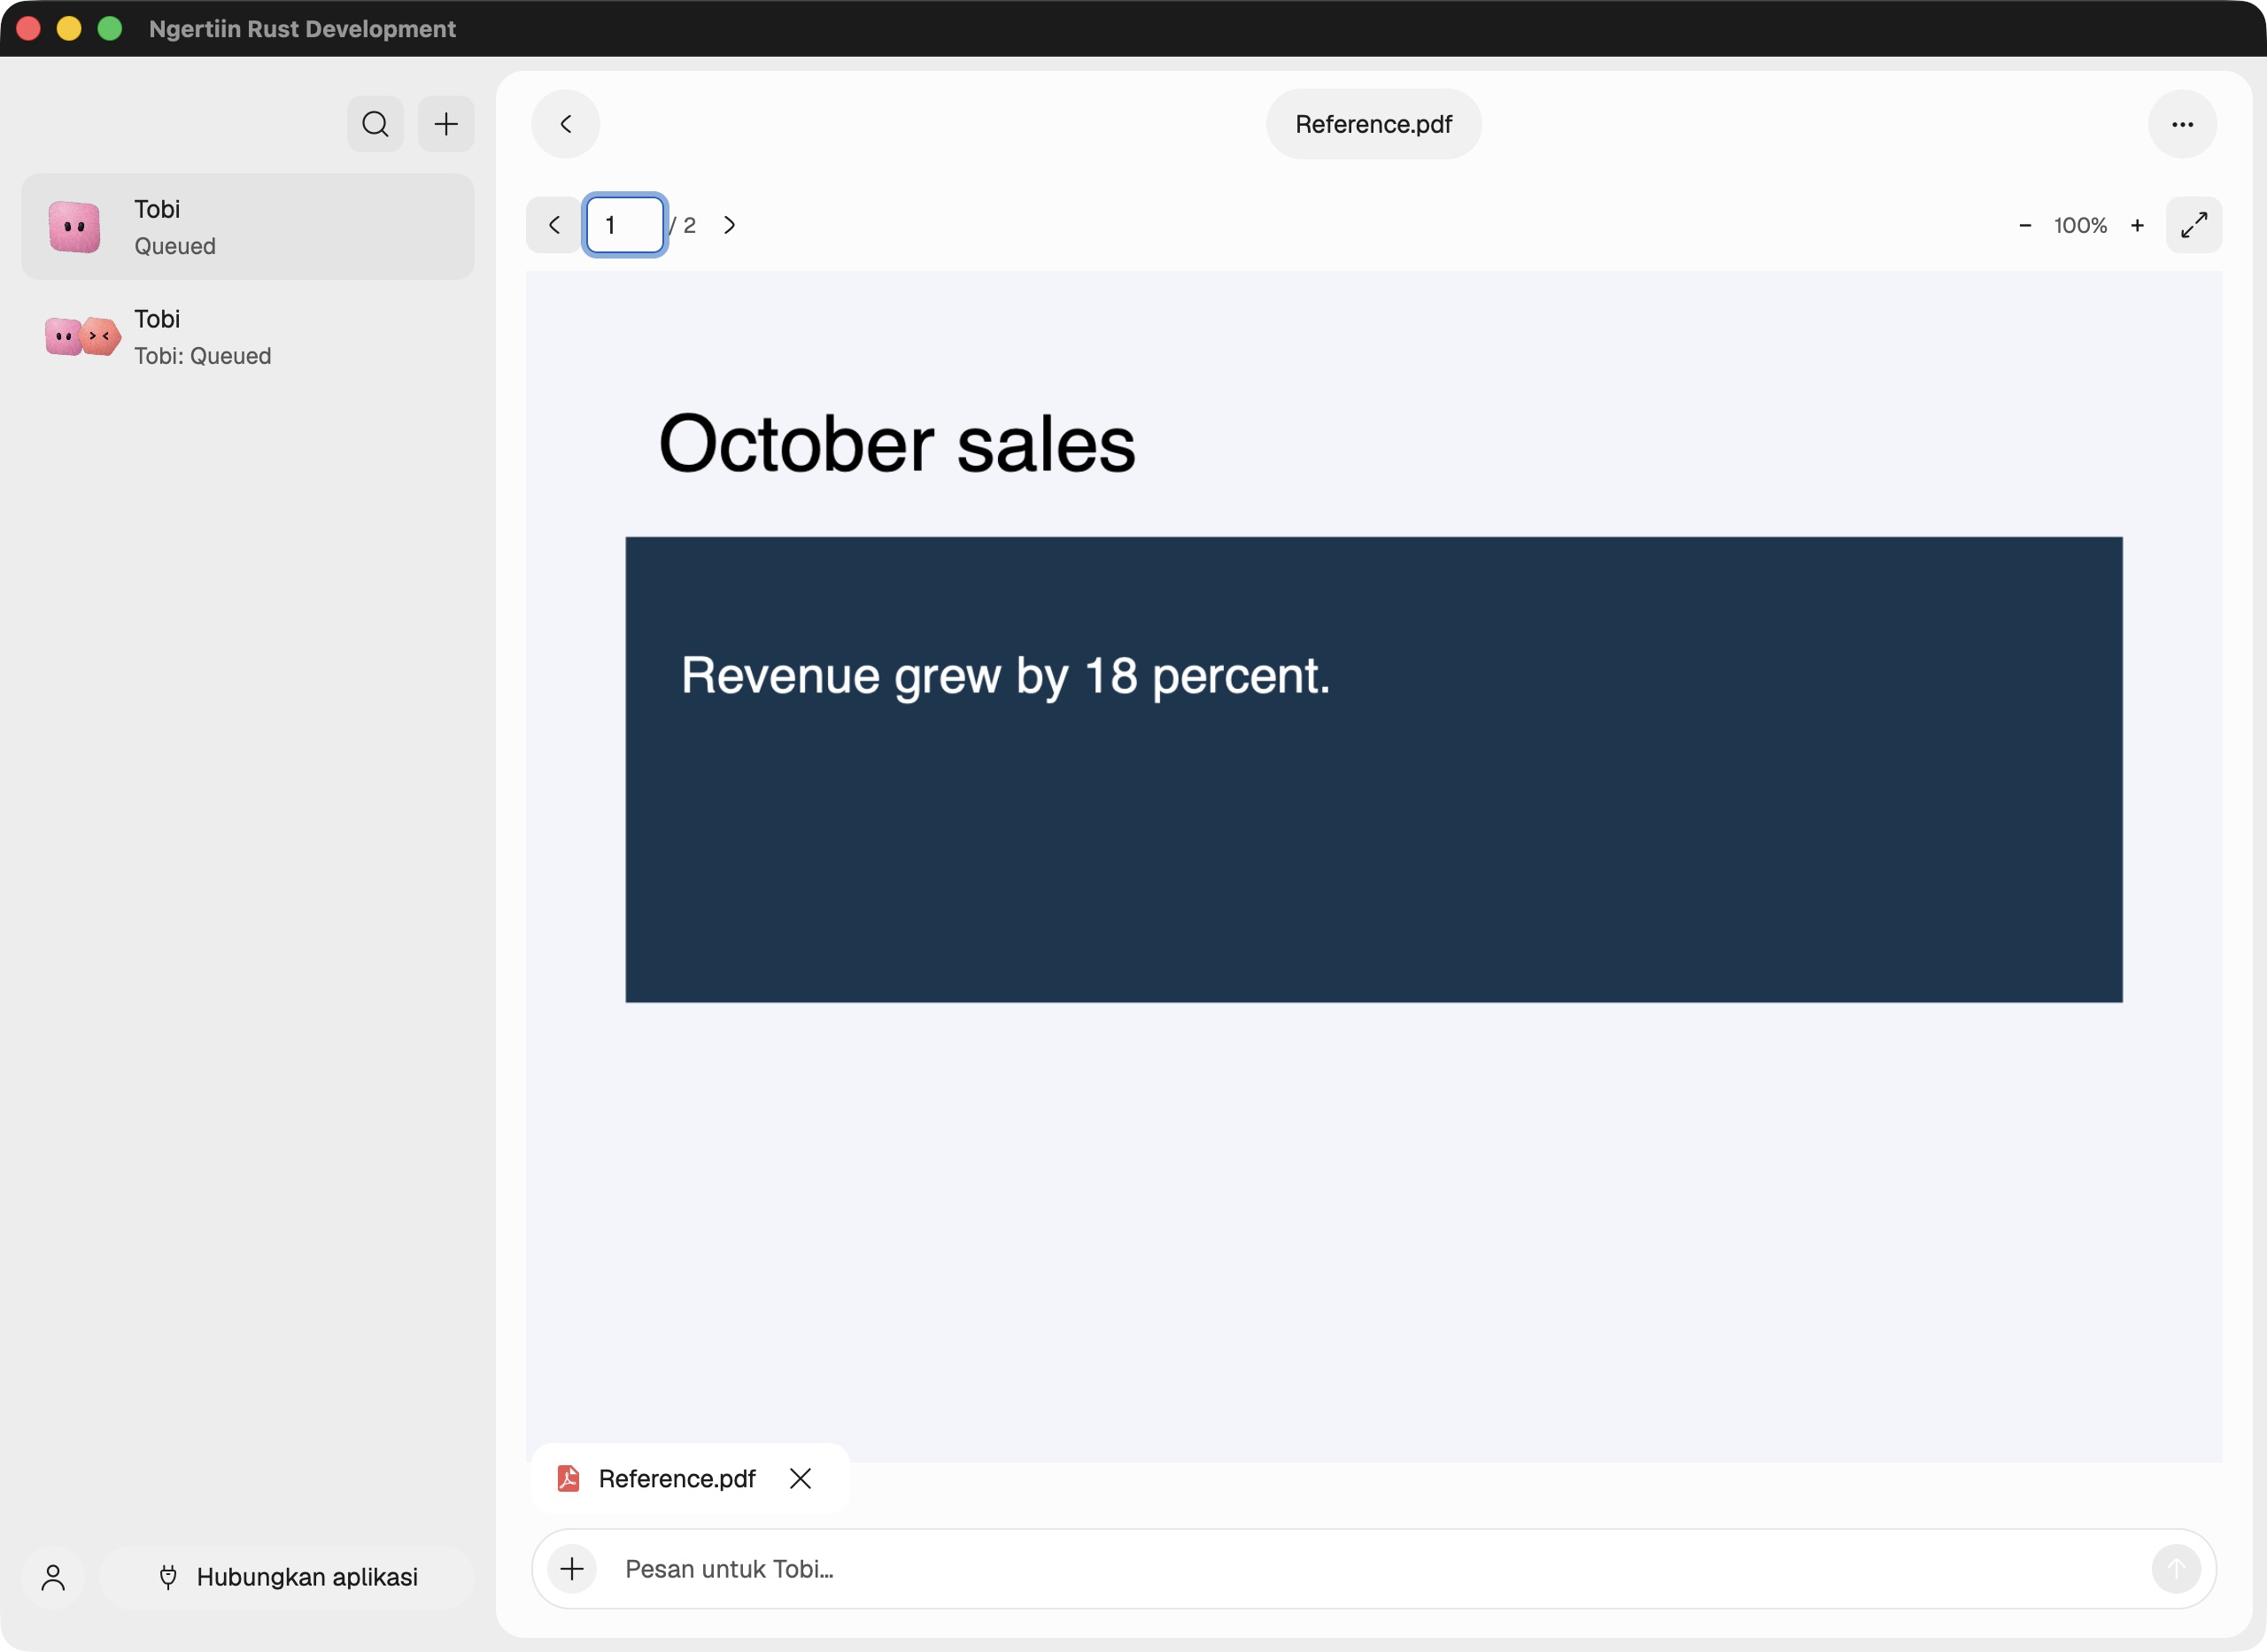 Ngertiin Rust Development
Tobi
Queued
Tobi
Tobi: Queued
Hubungkan aplikasi
Reference.pdf
1 / 2
100%
October sales
Revenue grew by 18 percent.
Reference.pdf
Pesan untuk Tobi...